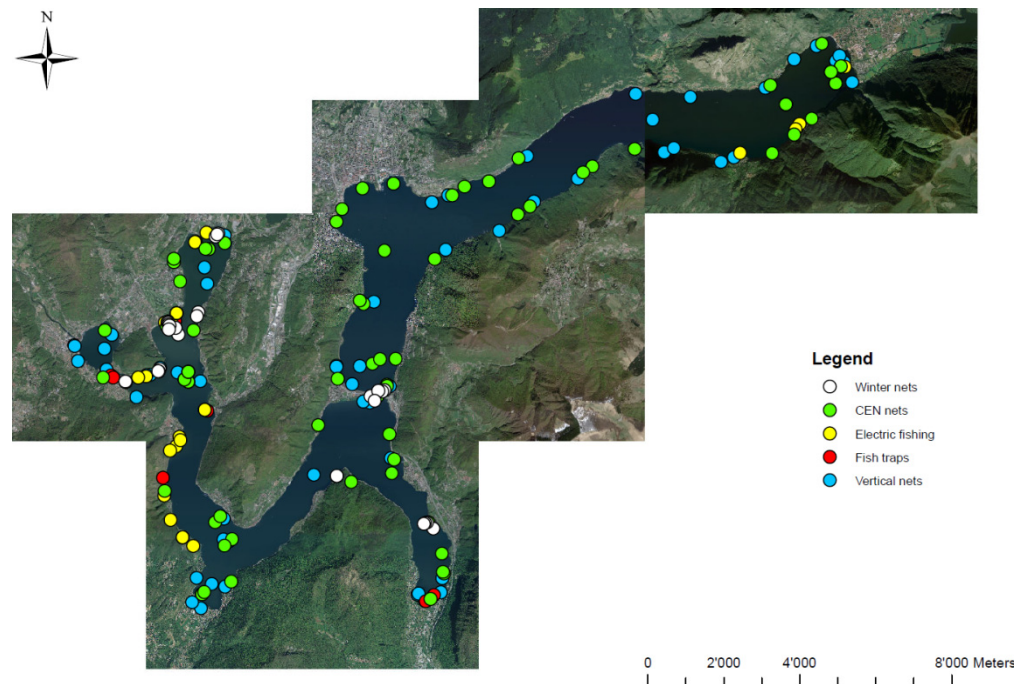 N
Legend
Winter nets
CEN nets
Electric fishing
Fish traps
Vertical nets
0 2'000 4'000 8'000 Meters